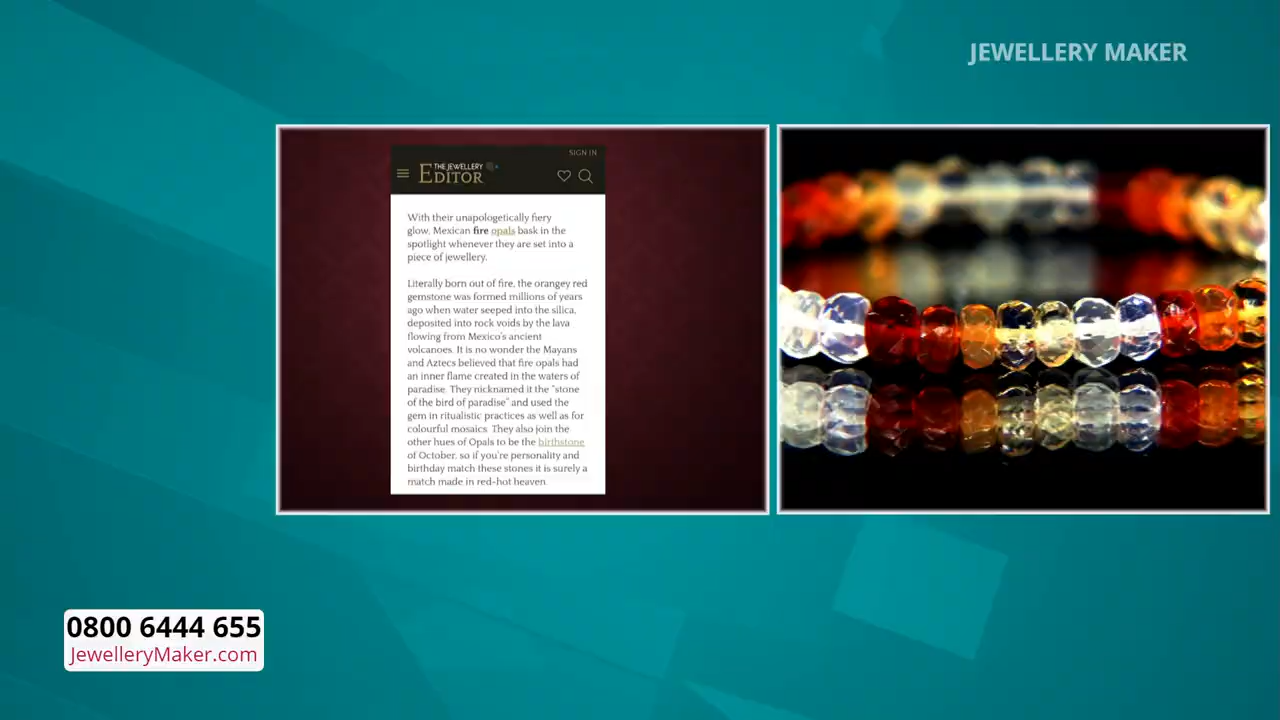 JEWELLERY MAKER
SIGN IN
THE JEWELLERY
EDITOR
With their unapologetically fiery
glow, Mexican fire opals bask in the
spotlight whenever they are set into a
piece of jewellery.
Literally born out of fire, the orangey red
gemstone was formed millions of years
ago when water seeped into the silica,
deposited into rock voids by the lava
flowing from Mexico's ancient
volcanoes. It is no wonder the Mayans
and Aztecs believed that fire opals had
an inner flame created in the waters of
paradise. They nicknamed it the "stone
of the bird of paradise" and used the
gem in ritualistic practices as well as for
colourful mosaics. They also join the
other hues of Opals to be the birthstone
of October, so if you're personality and
birthday match these stones it is surely a
match made in red-hot heaven.
0800 6444 655
JewelleryMaker.com